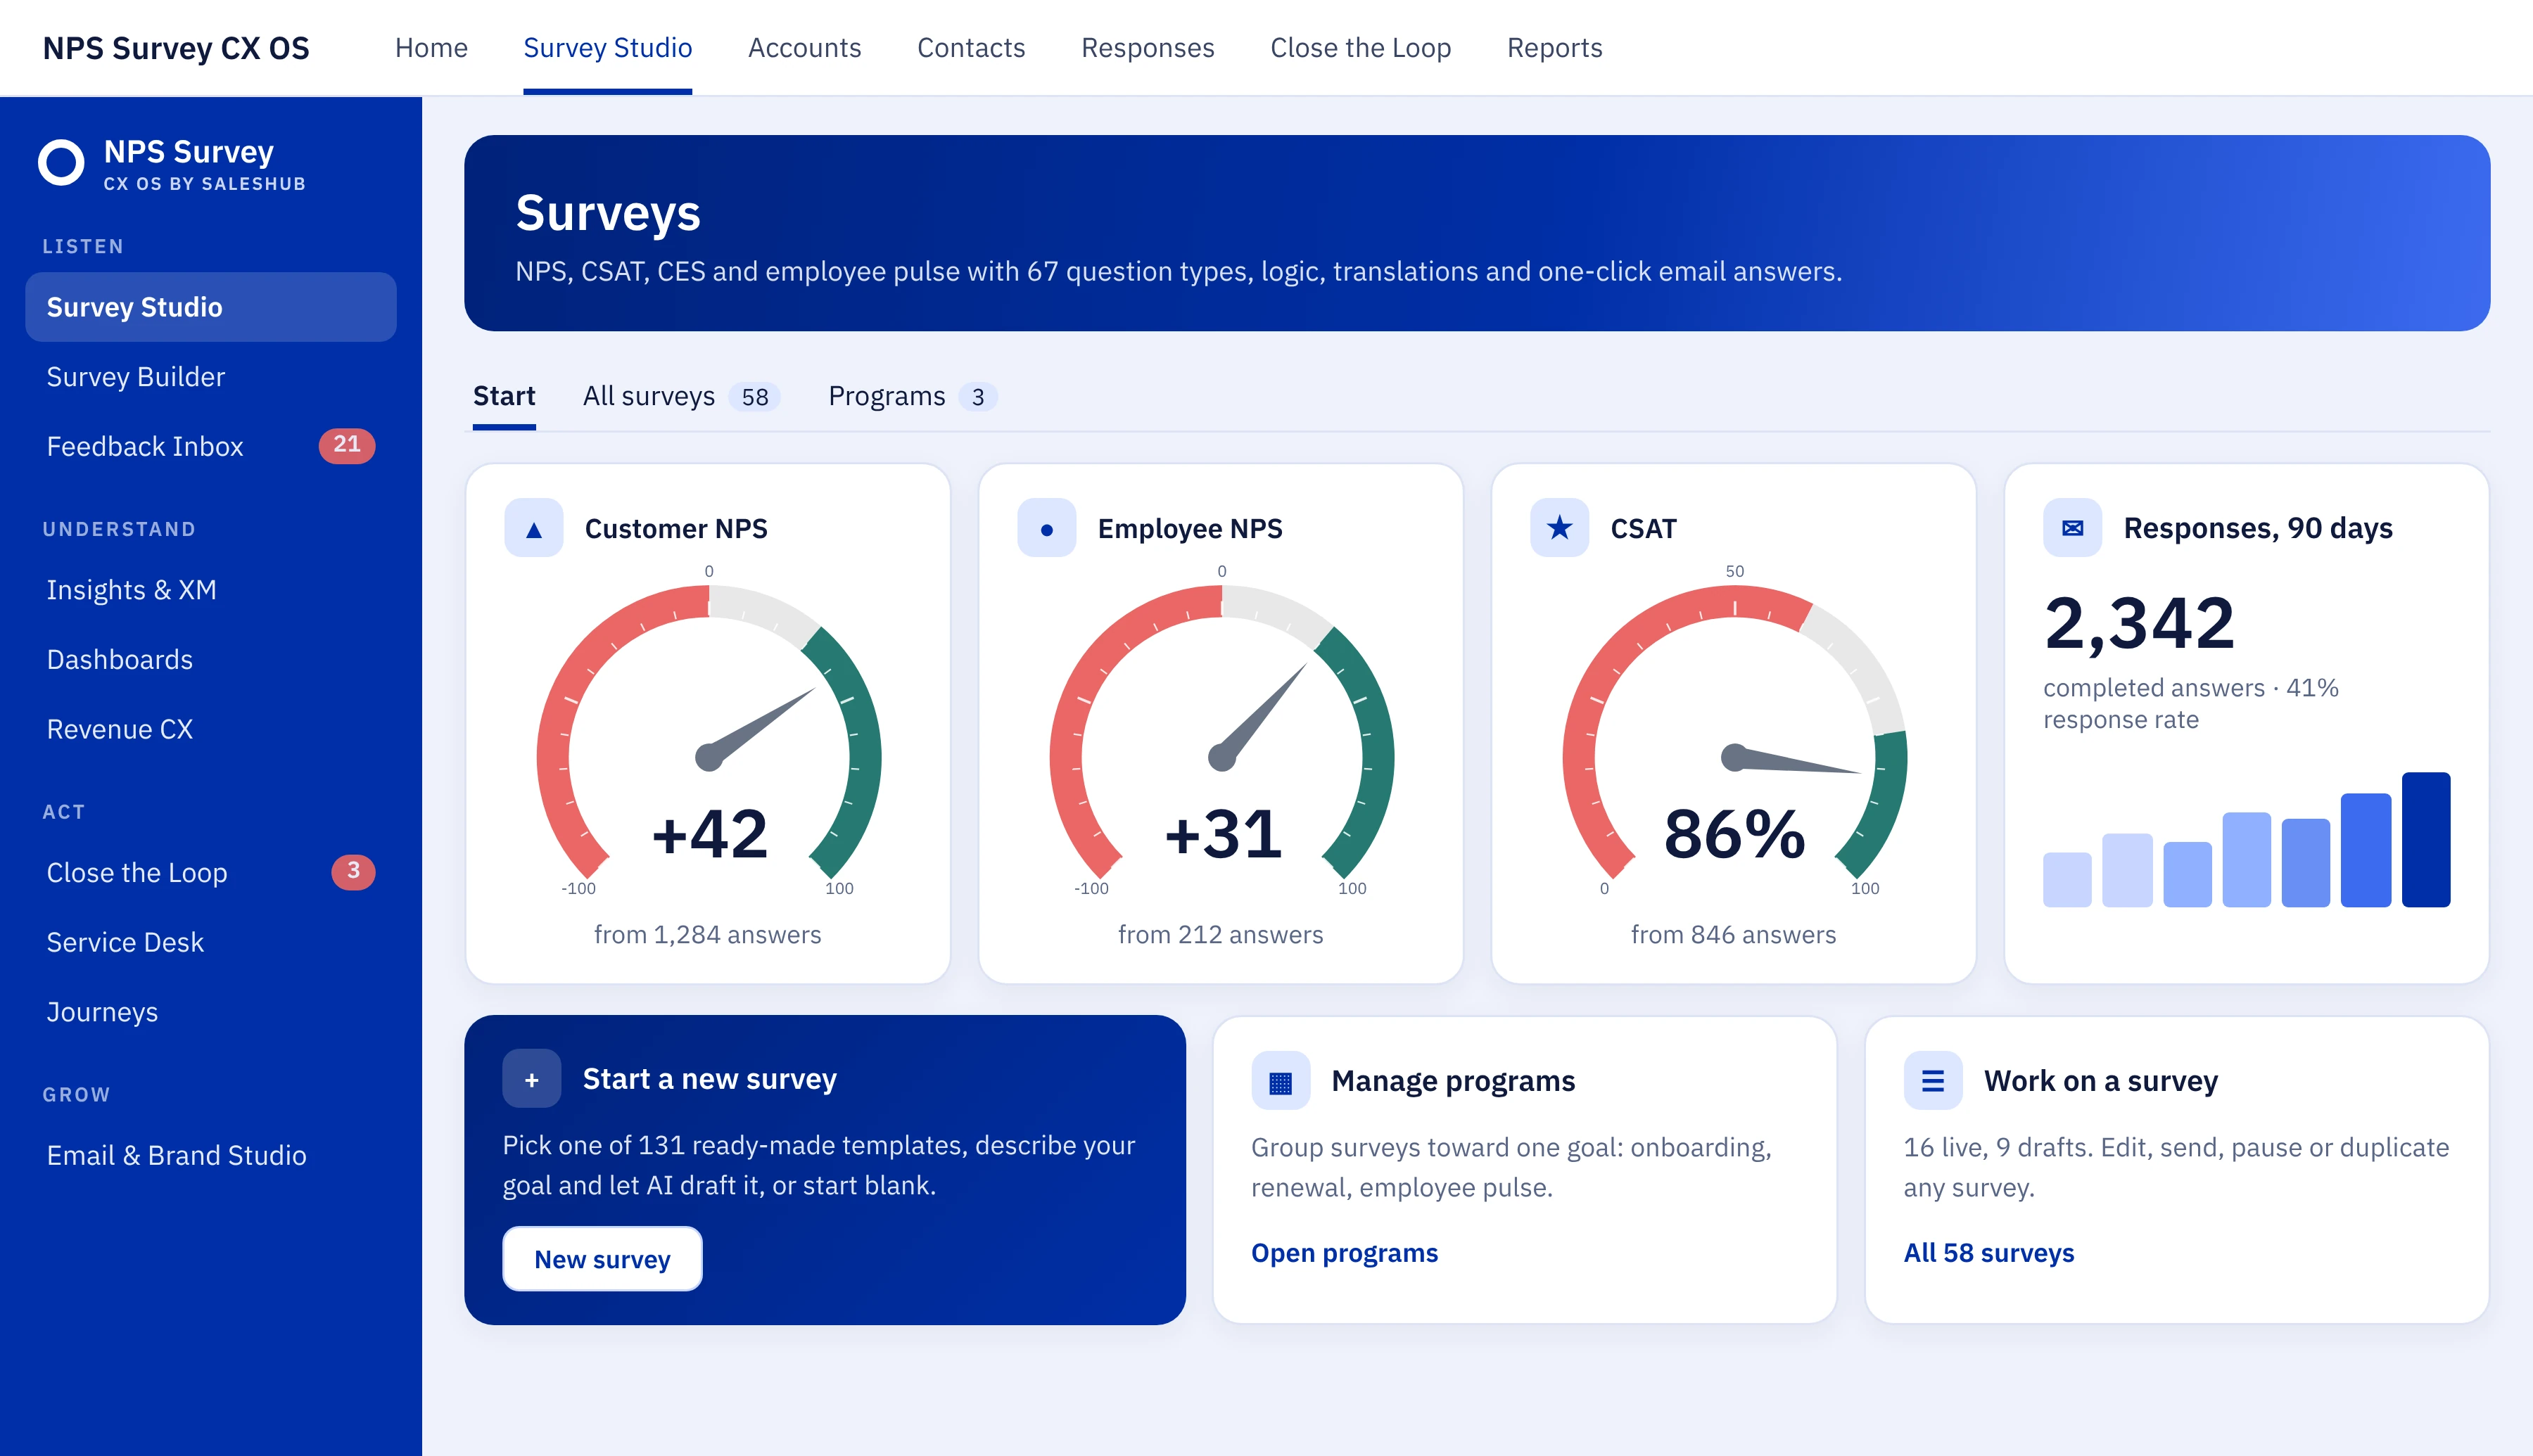 NPS Survey CX OS
Home
Survey Studio
Accounts
Contacts
Responses
Close the Loop
Reports
NPS Survey
CX OS BY SALESHUB
LISTEN
Survey Studio
Survey Builder
Feedback Inbox 21
UNDERSTAND
Insights & XM
Dashboards
Revenue CX
ACT
Close the Loop 3
Service Desk
Journeys
GROW
Email & Brand Studio
Surveys
NPS, CSAT, CES and employee pulse with 67 question types, logic, translations and one-click email answers.
Start
All surveys 58
Programs 3
Customer NPS
0
+42
-100 100
from 1,284 answers
Employee NPS
0
+31
-100 100
from 212 answers
CSAT
50
86%
0 100
from 846 answers
Responses, 90 days
2,342
completed answers · 41%
response rate
Start a new survey
Pick one of 131 ready-made templates, describe your
goal and let AI draft it, or start blank.
New survey
Manage programs
Group surveys toward one goal: onboarding,
renewal, employee pulse.
Open programs
Work on a survey
16 live, 9 drafts. Edit, send, pause or duplicate
any survey.
All 58 surveys